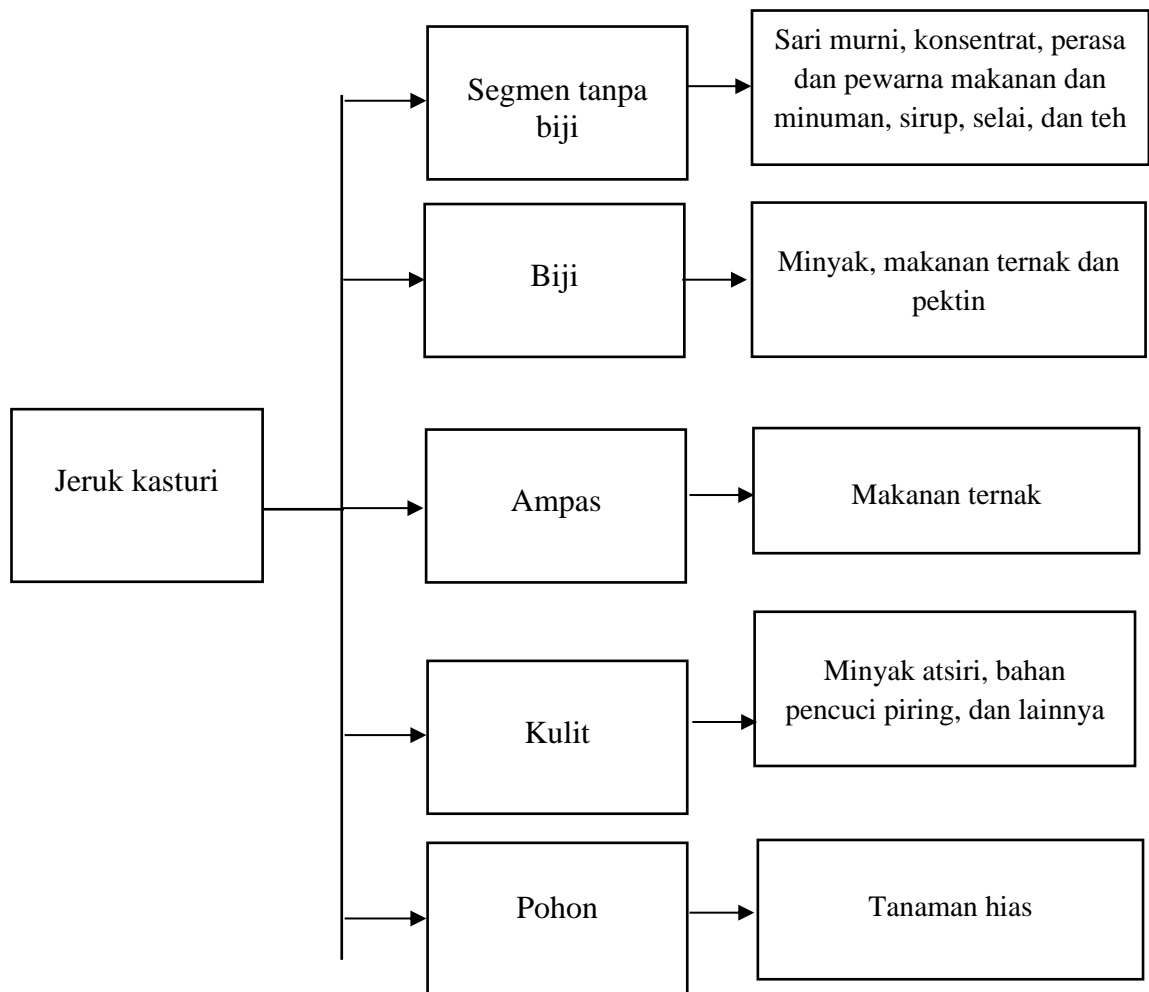 Segmen tanpa
biji
Sari murni, konsentrat, perasa
dan pewarna makanan dan
minuman, sirup, selai, dan teh
Biji
Minyak, makanan ternak dan
pektin
Jeruk kasturi
Ampas
Makanan ternak
Kulit
Minyak atsiri, bahan
pencuci piring, dan lainnya
Pohon
Tanaman hias